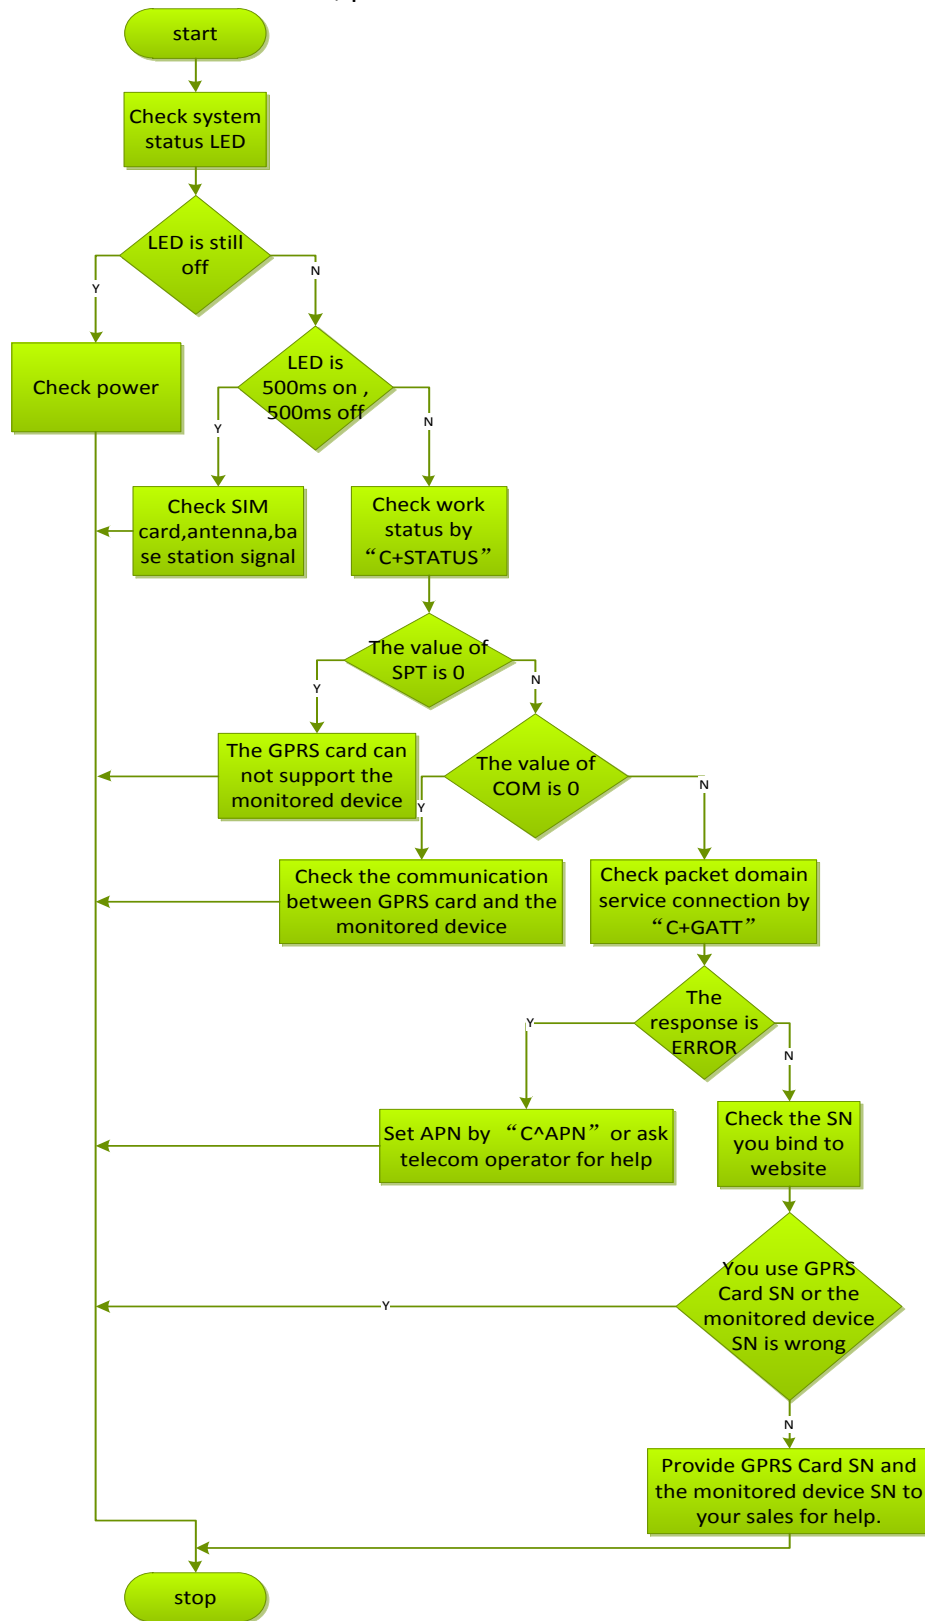 start
Check system
status LED
LED is still
off
Y
N
Check power
LED is
500ms on ,
500ms off
Y
N
Check SIM
card,antenna,ba
se station signal
Check work
status by
“C+STATUS”
The value of
SPT is 0
Y
N
The GPRS card can
not support the
monitored device
The value of
COM is 0
Y
N
Check the communication
between GPRS card and the
monitored device
Check packet domain
service connection by
“C+GATT”
The
response is
ERROR
Y
N
Set APN by “C^APN” or ask
telecom operator for help
Check the SN
you bind to
website
You use GPRS
Card SN or the
monitored device
SN is wrong
Y
N
Provide GPRS Card SN and
the monitored device SN to
your sales for help.
stop